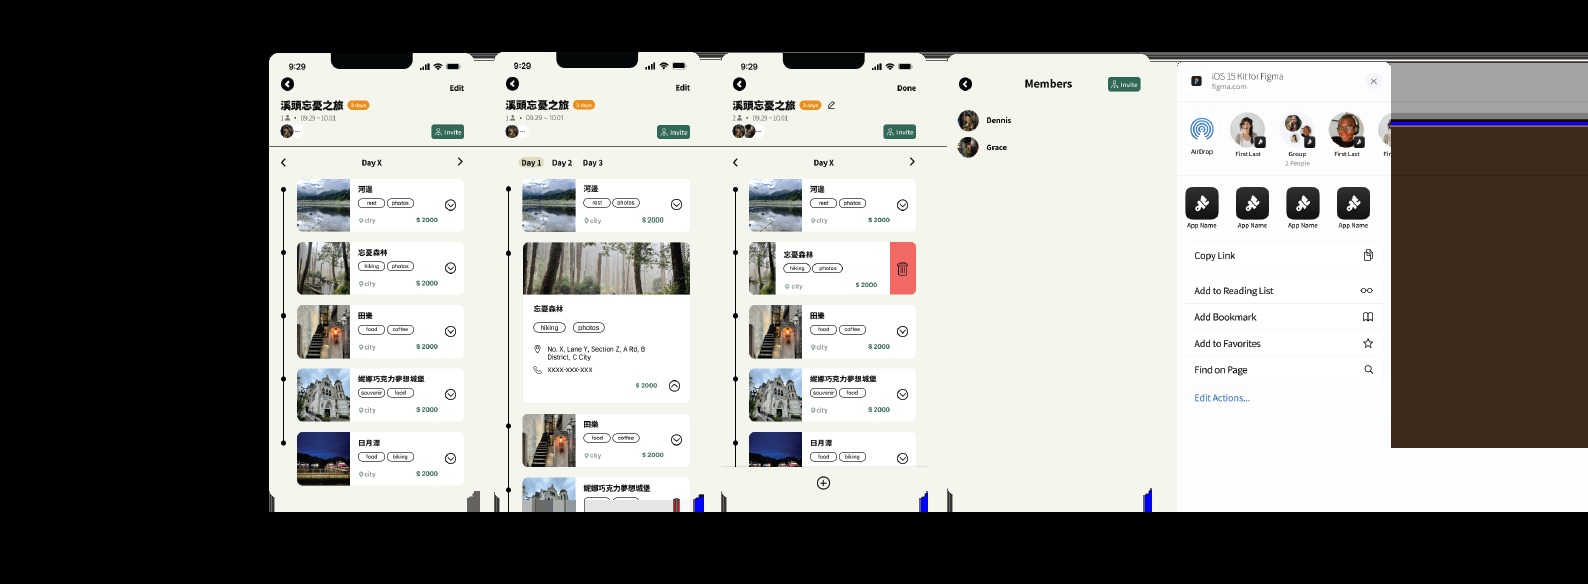 9:29
Edit
溪頭忘憂之旅 3 days
1 • 09.29 ~ 10.01
Invite
Day X
河邊
rest photos
city $ 2000
忘憂森林
hiking photos
city $ 2000
田樂
food coffee
city $ 2000
妮娜巧克力夢想城堡
souvenir food
city $ 2000
日月潭
food biking
city $ 2000
9:29
Edit
溪頭忘憂之旅 3 days
1 • 09.29 ~ 10.01
Invite
Day 1 Day 2 Day 3
河邊
rest photos
city $ 2000
忘憂森林
hiking photos
No. X, Lane Y, Section Z, A Rd, B
District, C City
XXXX-XXX-XXX
$ 2000
田樂
food coffee
city $ 2000
妮娜巧克力夢想城堡
9:29
Done
溪頭忘憂之旅 3 days
2 • 09.29 ~ 10.01
Invite
Day X
河邊
rest photos
city $ 2000
忘憂森林
hiking photos
city $ 2000
田樂
food coffee
city $ 2000
妮娜巧克力夢想城堡
souvenir food
city $ 2000
日月潭
food biking
Members
Invite
Dennis
Grace
iOS 15 Kit for Figma
figma.com
AirDrop First Last Group First Last Fir
2 People
App Name App Name App Name App Name
Copy Link
Add to Reading List
Add Bookmark
Add to Favorites
Find on Page
Edit Actions...